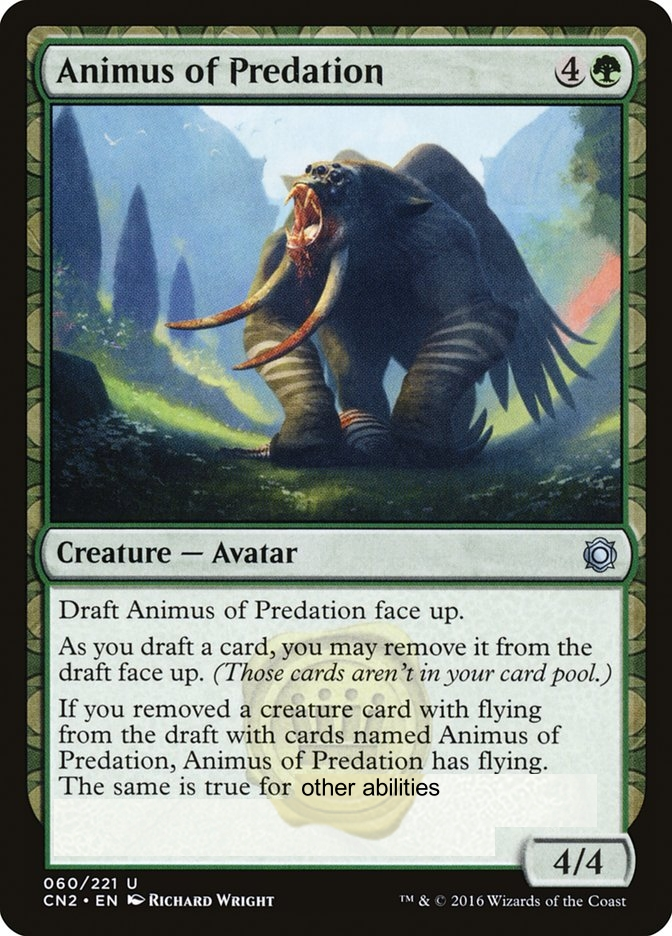 Animus of Predation 4
Creature — Avatar
Draft Animus of Predation face up.
As you draft a card, you may remove it from the
draft face up. (Those cards aren't in your card pool.)
If you removed a creature card with flying
from the draft with cards named Animus of
Predation, Animus of Predation has flying.
The same is true for other abilities
4/4
060/221 U
CN2 • EN Richard Wright
™ & © 2016 Wizards of the Coast